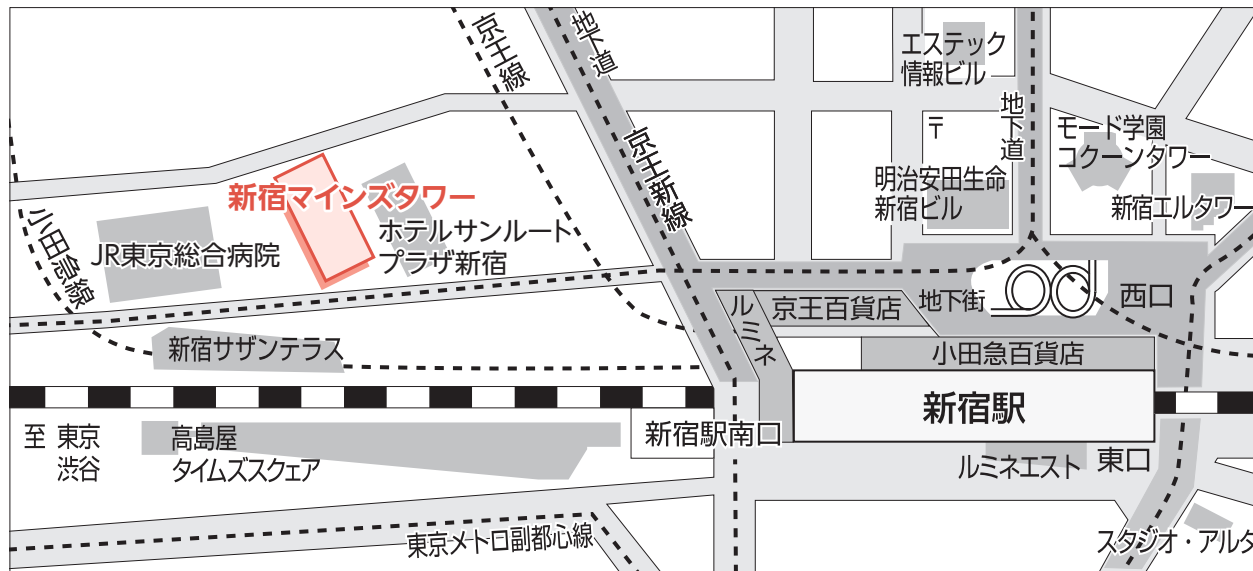 京王線
地下道
エステック
情報ビル
地下道
〒
モード学園
コクーンタワー
京王新線
明治安田生命
新宿ビル
新宿エルタワー
新宿マインズタワー
ホテルサンルート
プラザ新宿
JR東京総合病院
小田急線
ルミネ
京王百貨店
地下街
西口
新宿サザンテラス
小田急百貨店
新宿駅
至 東京
渋谷
高島屋
タイムズスクェア
新宿駅南口
ルミネエスト
東口
東京メトロ副都心線
スタジオ・アルタ